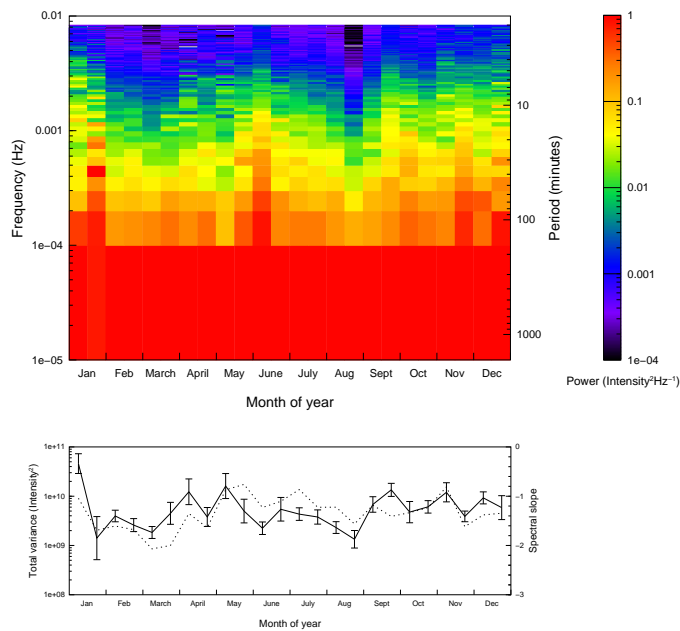 0.01
0.001
1e−04
1e−05
Frequency (Hz)
10
100
1000
Period (minutes)
Jan Feb March April May June July Aug Sept Oct Nov Dec
Month of year
1
0.1
0.01
0.001
1e−04
Power (Intensity²Hz⁻¹)
1e+11
1e+10
1e+09
1e+08
Total variance (Intensity²)
0
−1
−2
−3
Spectral slope
Jan Feb March April May June July Aug Sept Oct Nov Dec
Month of year